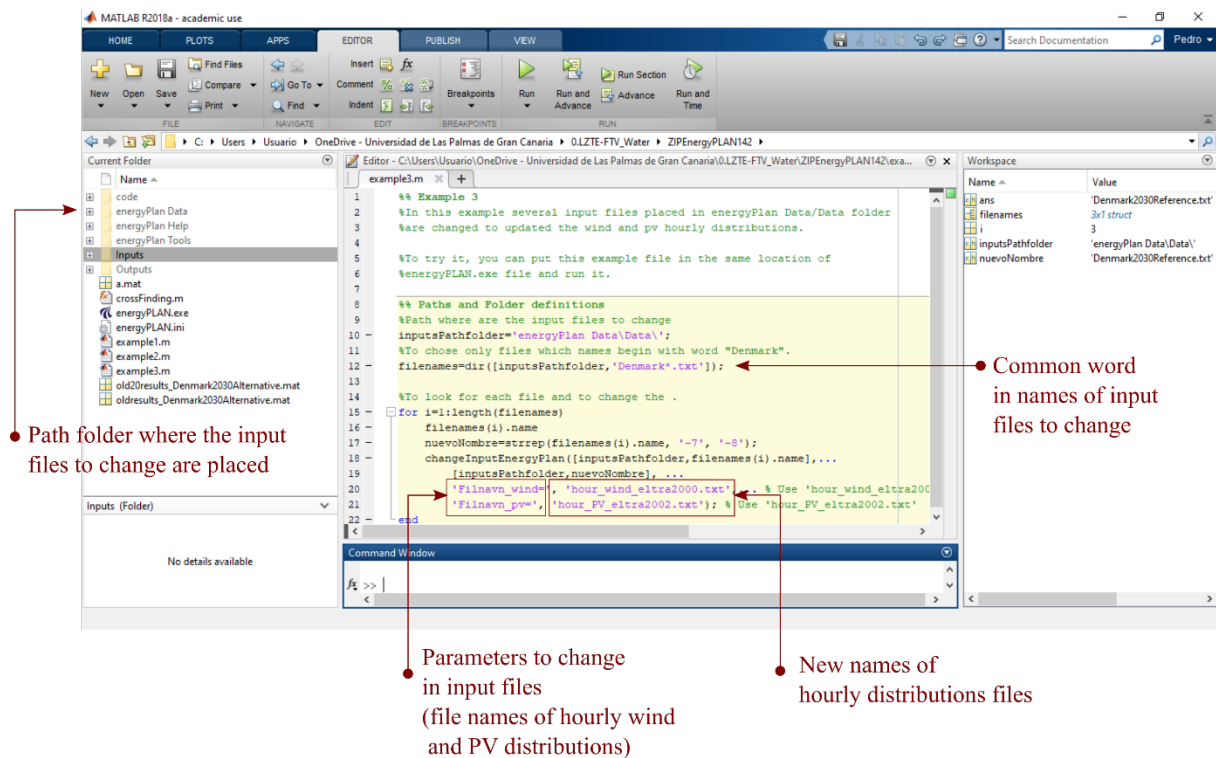 MATLAB R2018a - academic use
HOME PLOTS APPS EDITOR PUBLISH VIEW Search Documentation Pedro
New Open Save Find Files Compare Print
FILE
Go To Find
NAVIGATE
Insert fx
Comment
Indent
EDIT
Breakpoints
BREAKPOINTS
Run Run and Advance Run Section Advance Run and Time
RUN
C: Users Usuario OneDrive - Universidad de Las Palmas de Gran Canaria 0.LZTE-FTV_Water ZIPEnergyPLAN142
Current Folder
Name
code
energyPlan Data
energyPlan Help
energyPlan Tools
Inputs
Outputs
a.mat
crossFinding.m
energyPLAN.exe
energyPLAN.ini
example1.m
example2.m
example3.m
old20results_Denmark2030Alternative.mat
oldresults_Denmark2030Alternative.mat
Path folder where the input
files to change are placed
Inputs (Folder)
No details available
Editor - C:\Users\Usuario\OneDrive - Universidad de Las Palmas de Gran Canaria\0.LZTE-FTV_Water\ZIPEnergyPLAN142\exa...
example3.m +
1 %% Example 3
2 %In this example several input files placed in energyPlan Data/Data folder
3 %are changed to updated the wind and pv hourly distributions.
4
5 %To try it, you can put this example file in the same location of
6 %energyPLAN.exe file and run it.
7
8 %% Paths and Folder definitions
9 %Path where are the input files to change
10 - inputsPathfolder='energyPlan Data\Data\';
11 %To chose only files which names begin with word "Denmark".
12 - filenames=dir([inputsPathfolder,'Denmark*.txt']);
13
14 %To look for each file and to change the .
15 - for i=1:length(filenames)
16 - filenames(i).name
17 - nuevoNombre=strrep(filenames(i).name, '-7', '-8');
18 - changeInputEnergyPlan([inputsPathfolder,filenames(i).name],...
19 [inputsPathfolder,nuevoNombre], ...
20 'Filnavn_wind=', 'hour_wind_eltra2000.txt', ... % Use 'hour_wind_eltra200
21 'Filnavn_pv=', 'hour_PV_eltra2002.txt'); % Use 'hour_PV_eltra2002.txt'
22 - end
Command Window
fx >>
Workspace
Name Value
ans 'Denmark2030Reference.txt'
filenames 3x1 struct
i 3
inputsPathfolder 'energyPlan Data\Data\'
nuevoNombre 'Denmark2030Reference.txt'
Common word
in names of input
files to change
Parameters to change
in input files
(file names of hourly wind
and PV distributions)
New names of
hourly distributions files